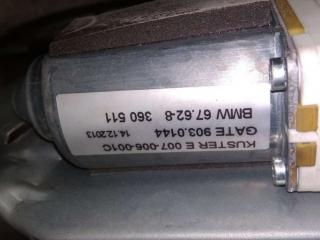 KUSTER E 007-006-001C
GATE 903.0144 14.12.2013
BMW 67.62-8 360 511